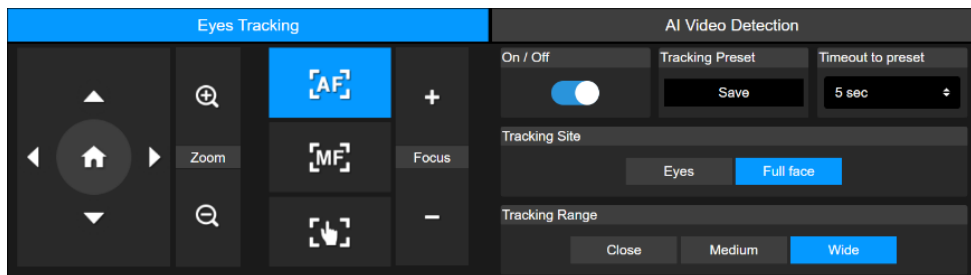 Eyes Tracking
AI Video Detection
On / Off
Tracking Preset
Timeout to preset
AF
Save
5 sec
Tracking Site
Zoom
MF
Focus
Eyes
Full face
Tracking Range
Close
Medium
Wide